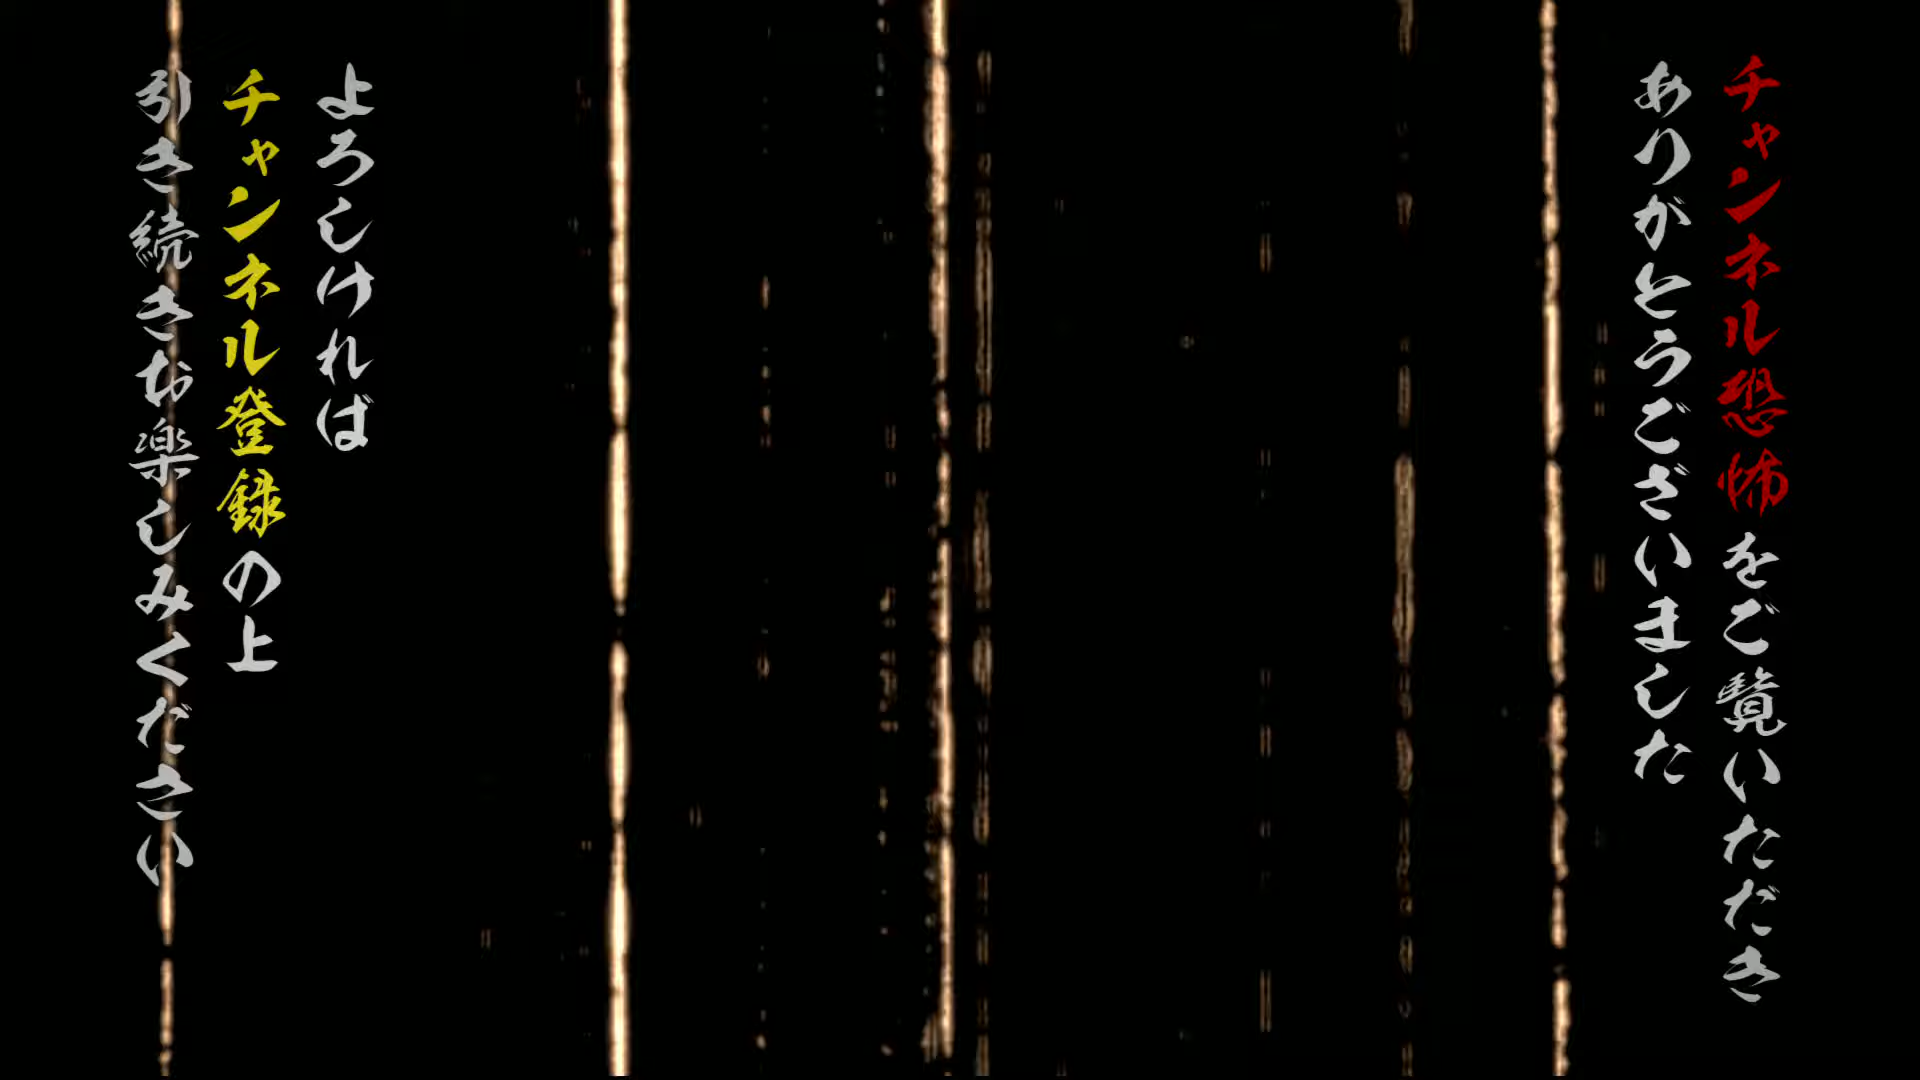 チャンネル恐怖をご覧いただき
ありがとうございました
よろしければ
チャンネル登録の上
引き続きお楽しみください